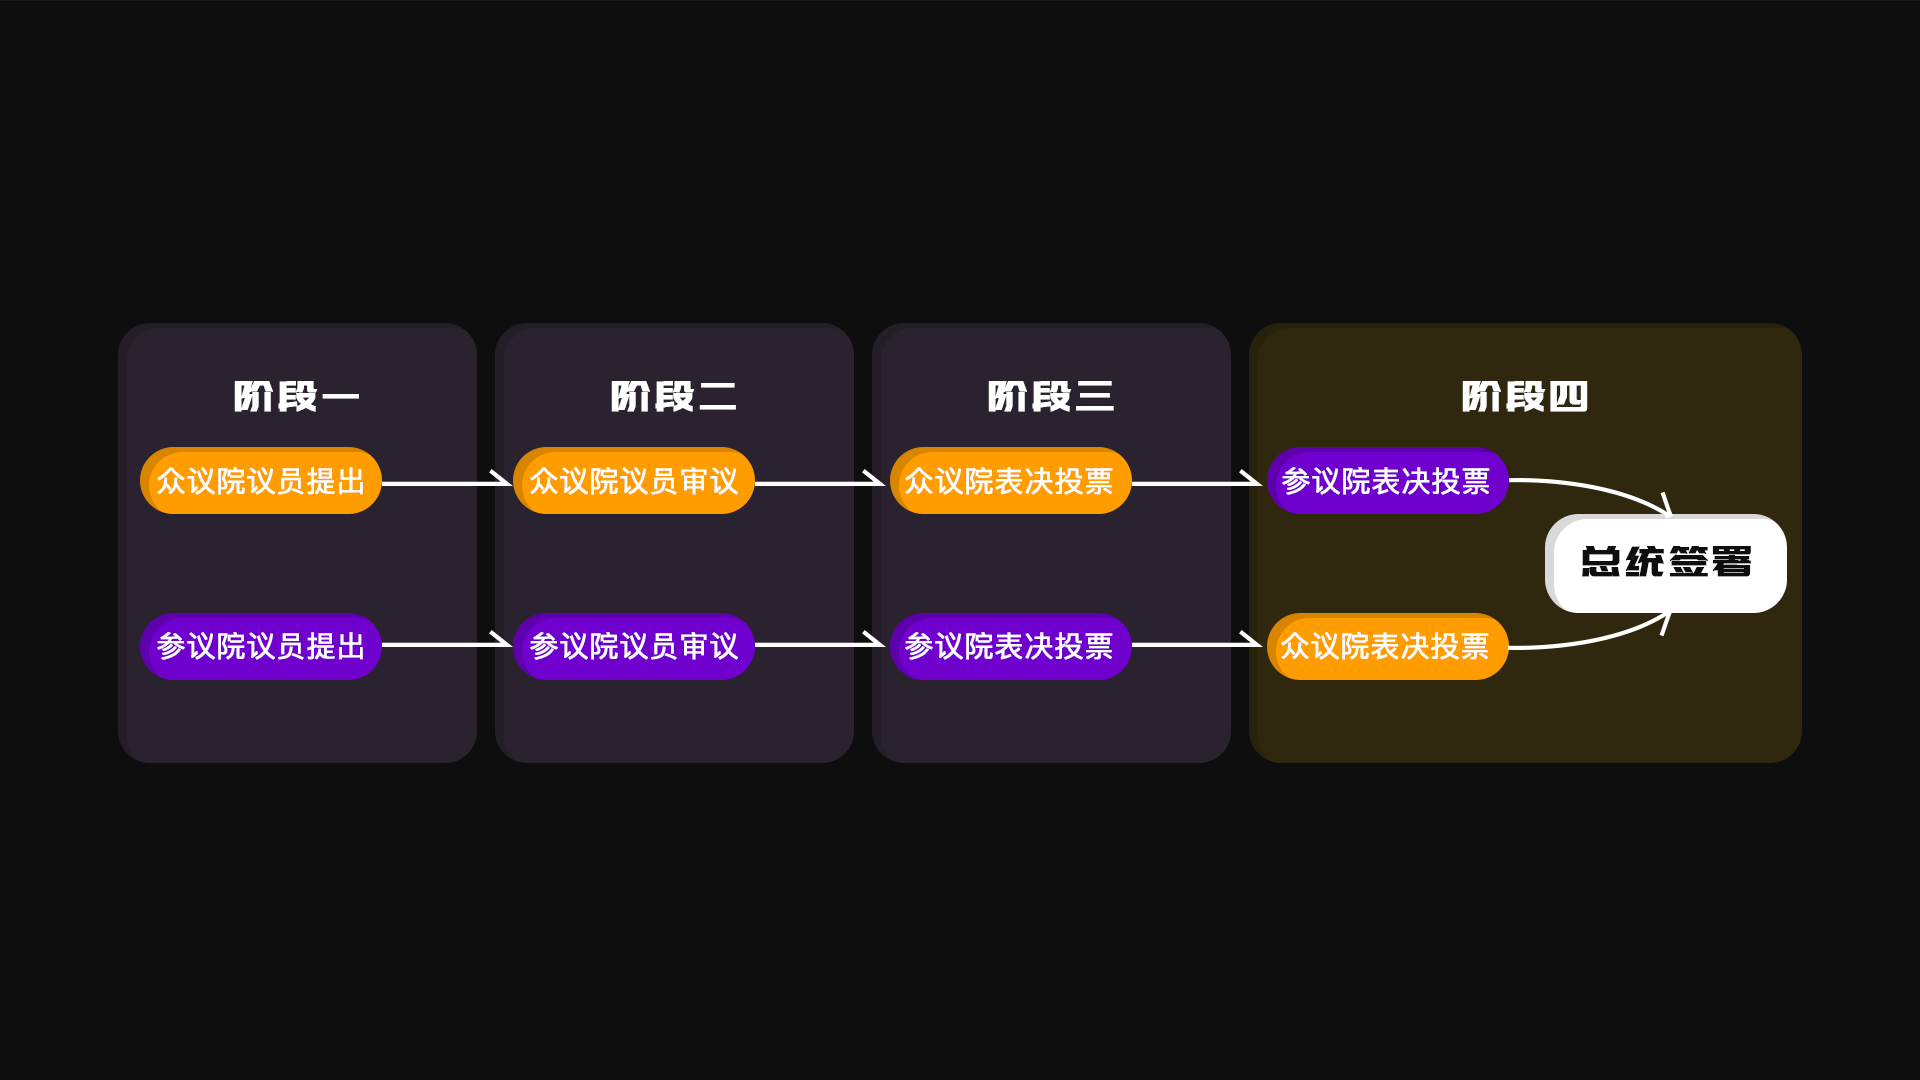 阶段一
阶段二
阶段三
阶段四
众议院议员提出
众议院议员审议
众议院表决投票
参议院表决投票
总统签署
参议院议员提出
参议院议员审议
参议院表决投票
众议院表决投票